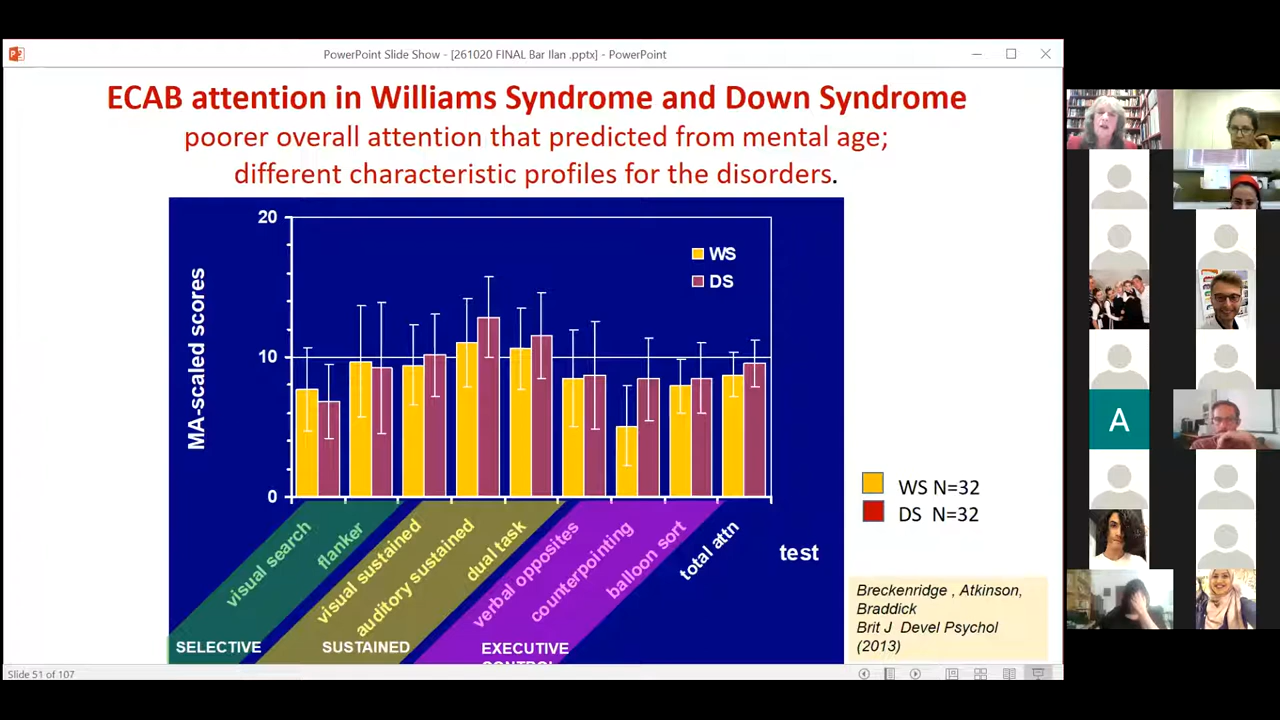 PowerPoint Slide Show - [261020 FINAL Bar Ilan .pptx] - PowerPoint
ECAB attention in Williams Syndrome and Down Syndrome
poorer overall attention that predicted from mental age;
different characteristic profiles for the disorders.
20
10
0
MA-scaled scores
WS
DS
visual search
flanker
visual sustained
auditory sustained
dual task
verbal opposites
counterpointing
balloon sort
total attn
test
SELECTIVE
SUSTAINED
EXECUTIVE
CONTROL
WS N=32
DS N=32
Breckenridge , Atkinson,
Braddick
Brit J Devel Psychol
(2013)
A
Slide 51 of 107